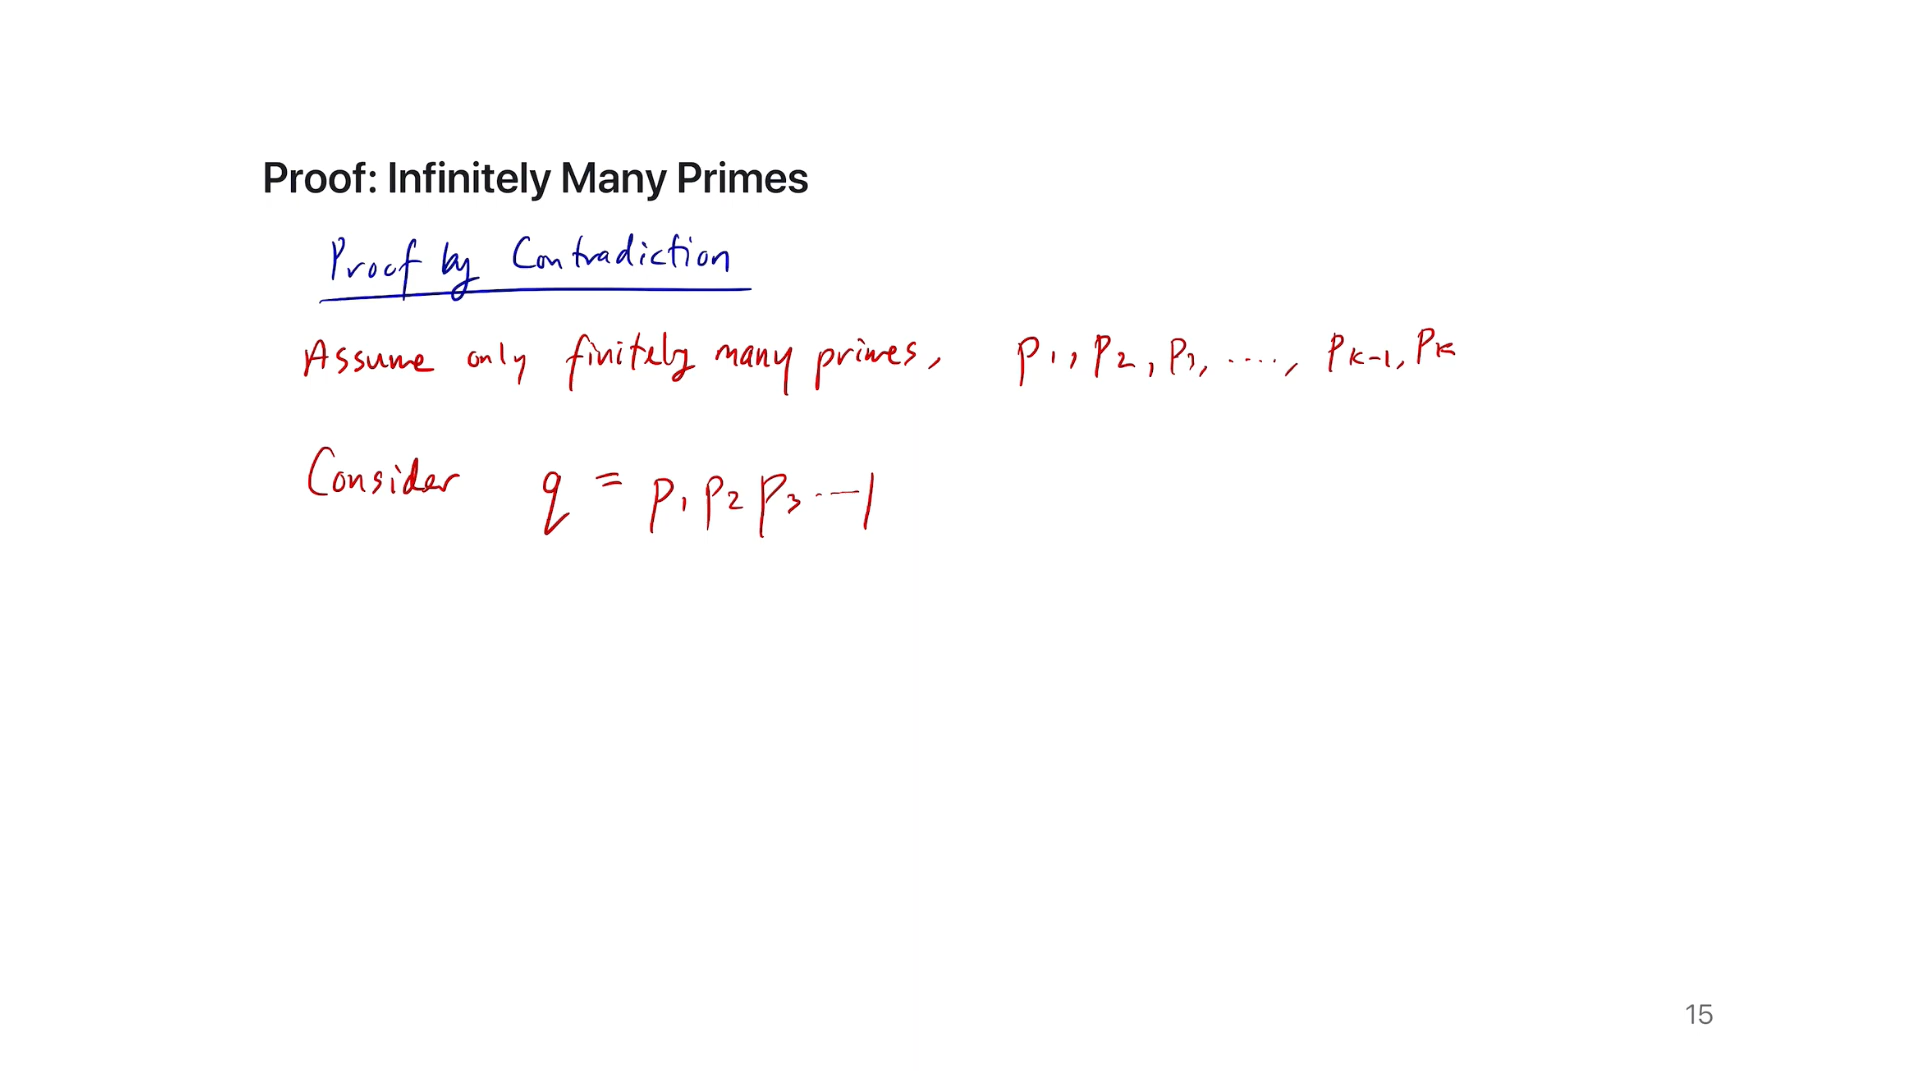 Proof: Infinitely Many Primes
Proof by Contradiction
Assume only finitely many primes, p₁, p₂, p₃, ...., pₖ₋₁, pₖ
Consider q = p₁ p₂ p₃ ... 1
15